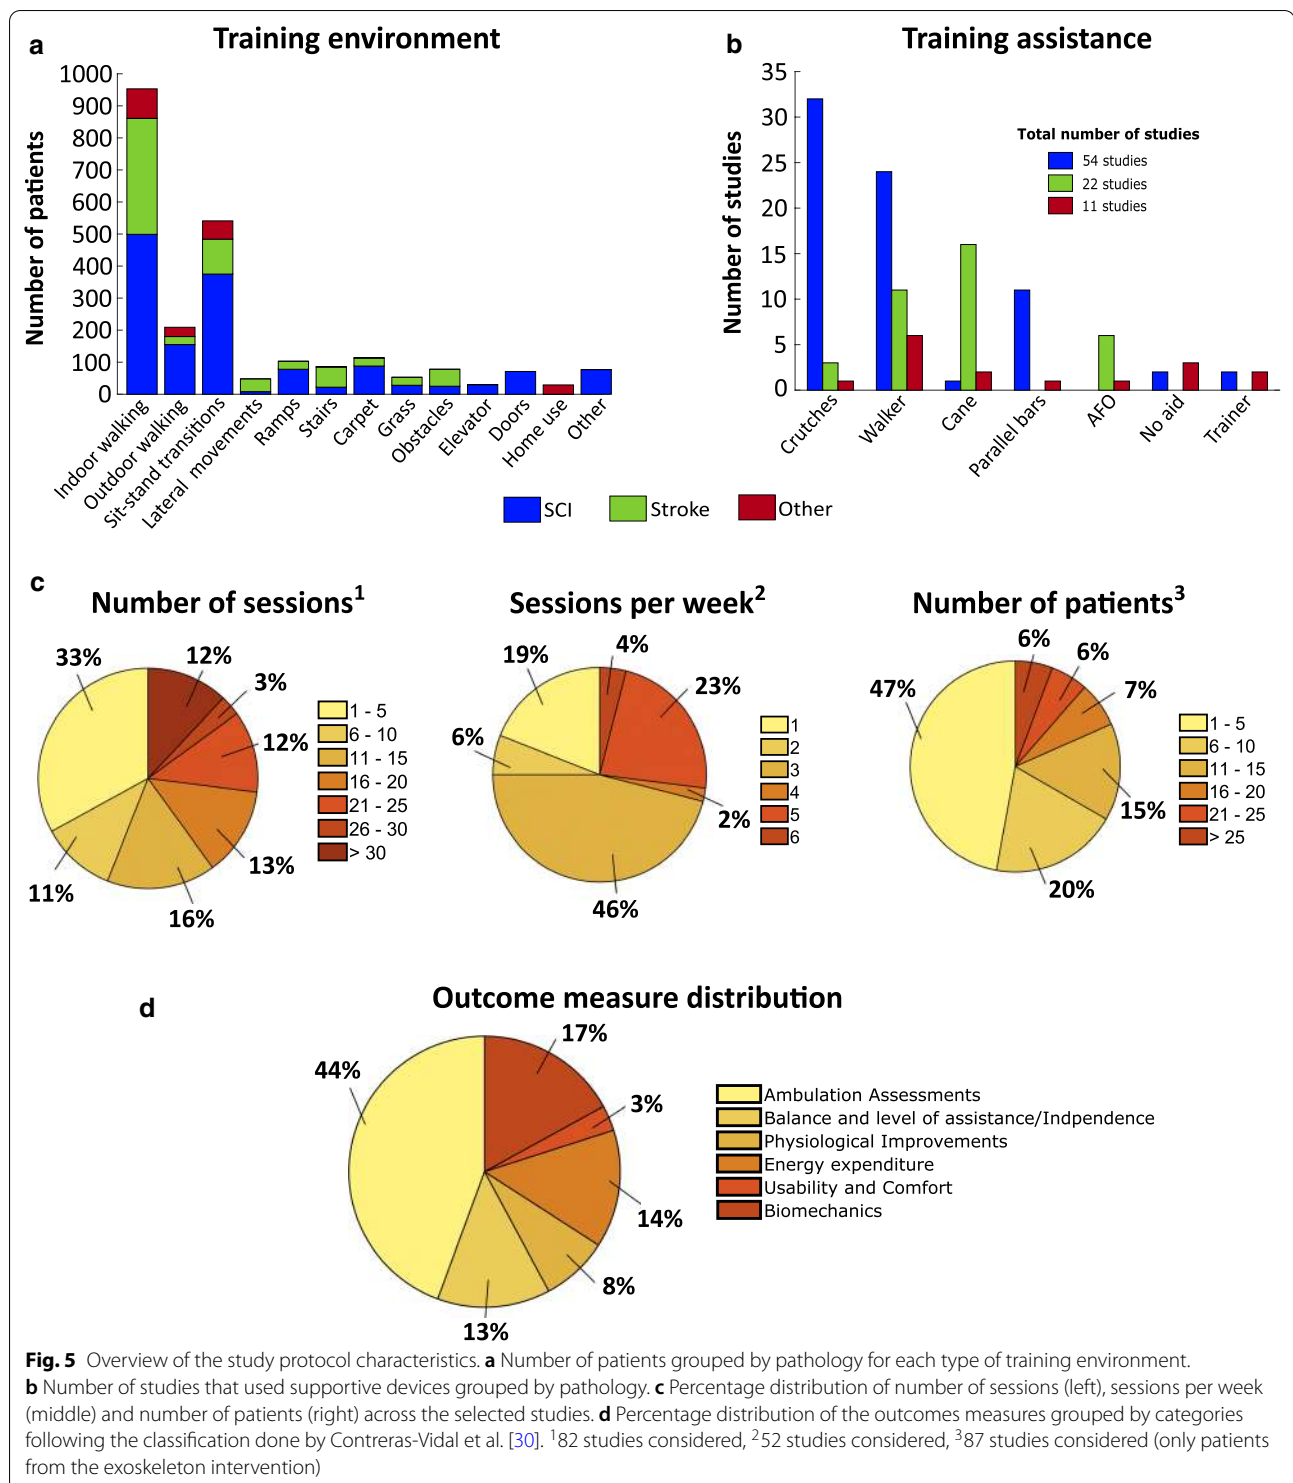 a
Training environment
Number of patients
1000
900
800
700
600
500
400
300
200
100
0
Indoor walking
Outdoor walking
Sit-stand transitions
Lateral movements
Ramps
Stairs
Carpet
Grass
Obstacles
Elevator
Doors
Home use
Other
b
Training assistance
Number of studies
35
30
25
20
15
10
5
0
Total number of studies
54 studies
22 studies
11 studies
Crutches
Walker
Cane
Parallel bars
AFO
No aid
Trainer
SCI
Stroke
Other
c
Number of sessions1
33%
12%
3%
12%
13%
16%
11%
1 - 5
6 - 10
11 - 15
16 - 20
21 - 25
26 - 30
> 30
Sessions per week2
19%
4%
23%
2%
46%
6%
1
2
3
4
5
6
Number of patients3
47%
6%
6%
7%
15%
20%
1 - 5
6 - 10
11 - 15
16 - 20
21 - 25
> 25
d
Outcome measure distribution
44%
17%
3%
14%
8%
13%
Ambulation Assessments
Balance and level of assistance/Indpendence
Physiological Improvements
Energy expenditure
Usability and Comfort
Biomechanics
Fig. 5 Overview of the study protocol characteristics. a Number of patients grouped by pathology for each type of training environment.
b Number of studies that used supportive devices grouped by pathology. c Percentage distribution of number of sessions (left), sessions per week
(middle) and number of patients (right) across the selected studies. d Percentage distribution of the outcomes measures grouped by categories
following the classification done by Contreras-Vidal et al. [30]. 182 studies considered, 252 studies considered, 387 studies considered (only patients
from the exoskeleton intervention)